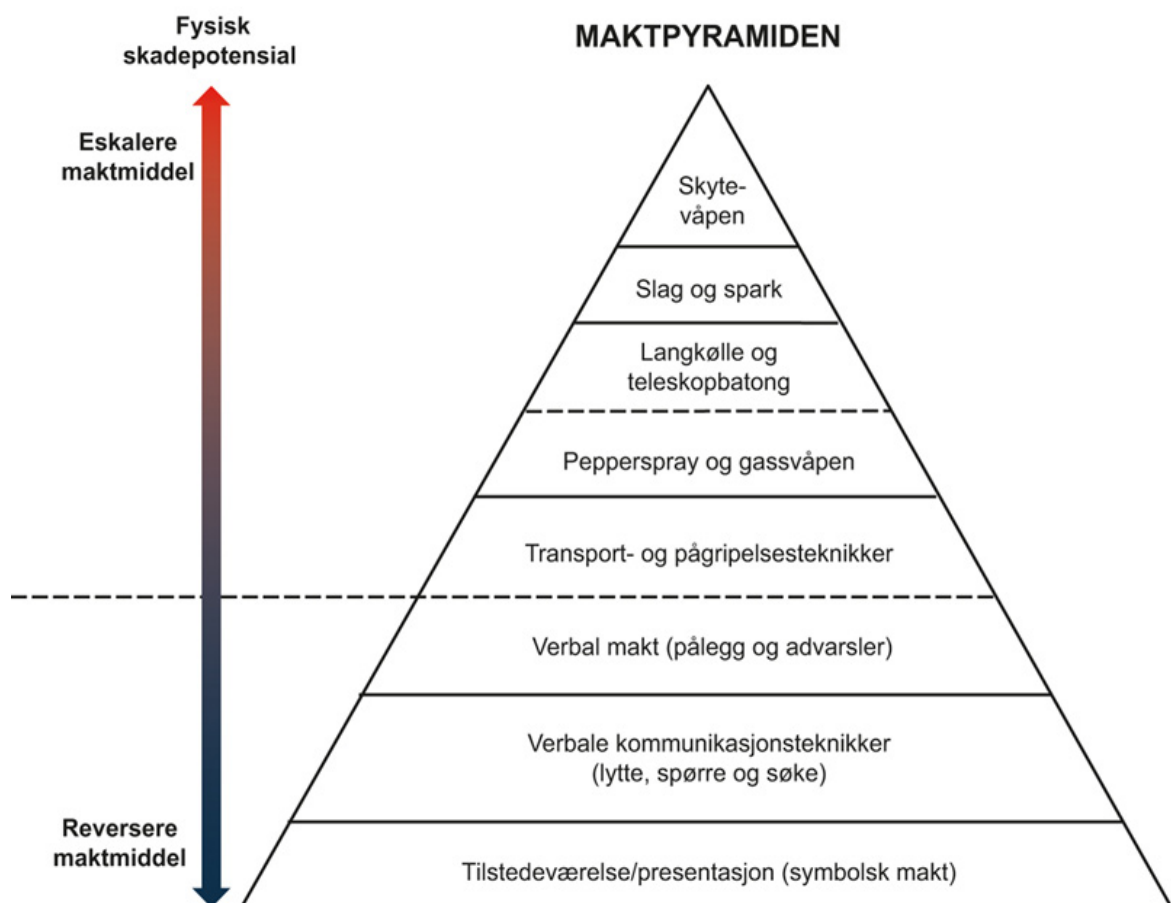 Fysisk
skadepotensial
MAKTPYRAMIDEN
Eskalere
maktmiddel
Skyte-
våpen
Slag og spark
Langkølle og
teleskopbatong
Pepperspray og gassvåpen
Transport- og pågripelsesteknikker
Verbal makt (pålegg og advarsler)
Verbale kommunikasjonsteknikker
(lytte, spørre og søke)
Reversere
maktmiddel
Tilstedeværelse/presentasjon (symbolsk makt)